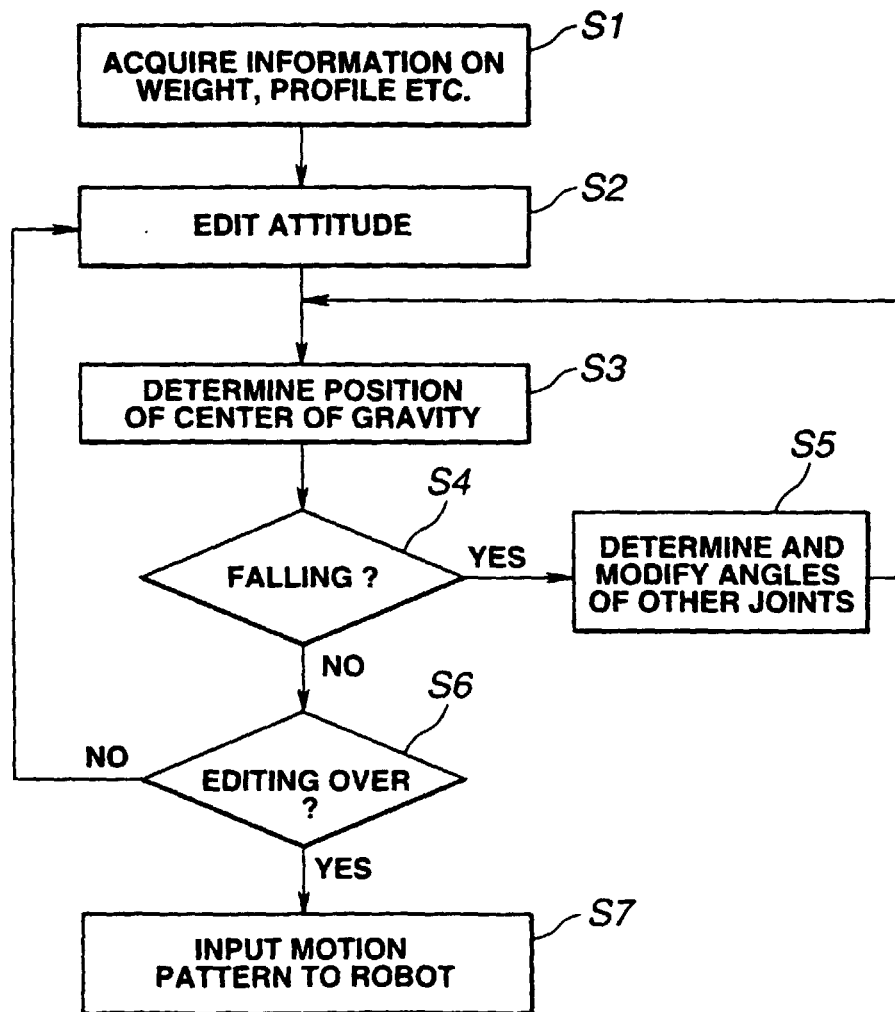 S1
ACQUIRE INFORMATION ON
WEIGHT, PROFILE ETC.
S2
EDIT ATTITUDE
S3
DETERMINE POSITION
OF CENTER OF GRAVITY
S4
FALLING ?
YES
S5
DETERMINE AND
MODIFY ANGLES
OF OTHER JOINTS
NO
S6
EDITING OVER
?
NO
YES
S7
INPUT MOTION
PATTERN TO ROBOT